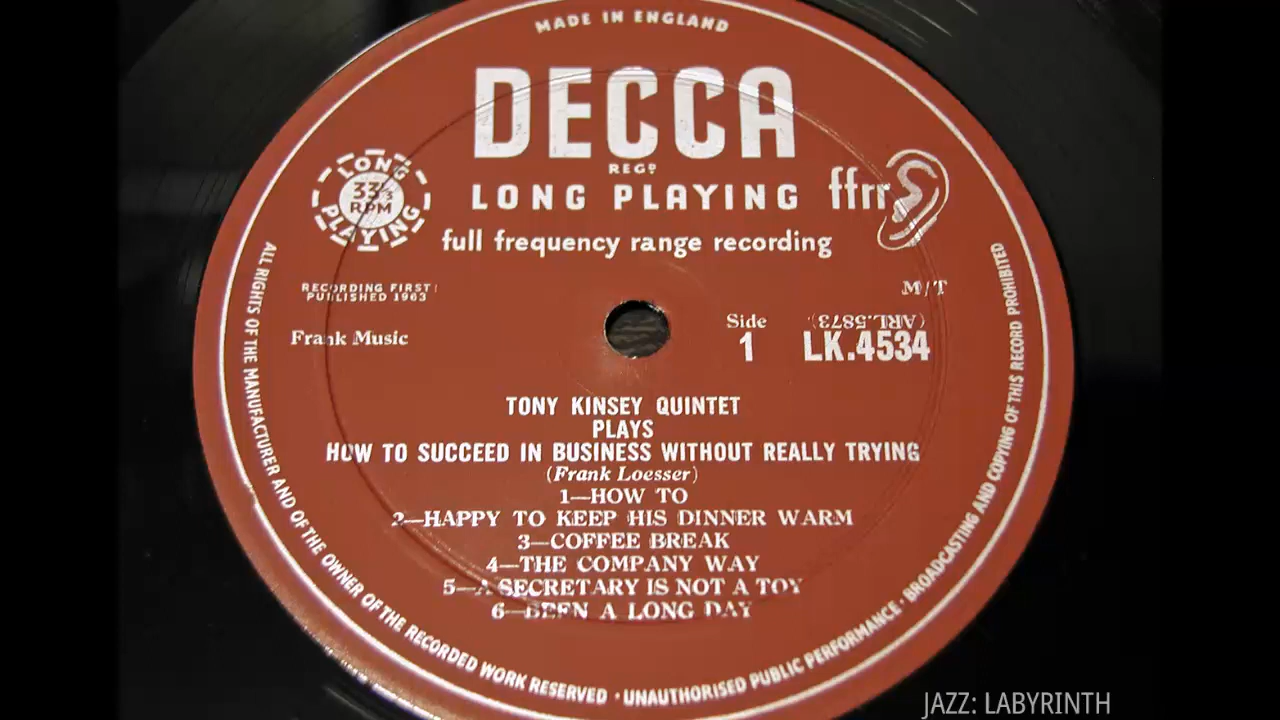 MADE IN ENGLAND
DECCA
REGD
LONG PLAYING
ffrr
full frequency range recording
LONG
33⅓
RPM
PLAYING
RECORDING FIRST
PUBLISHED 1963
M/T
Frank Music
Side
1
(ARL.5873)
LK.4534
TONY KINSEY QUINTET
PLAYS
HOW TO SUCCEED IN BUSINESS WITHOUT REALLY TRYING
(Frank Loesser)
1—HOW TO
2—HAPPY TO KEEP HIS DINNER WARM
3—COFFEE BREAK
4—THE COMPANY WAY
5—A SECRETARY IS NOT A TOY
6—BEEN A LONG DAY
ALL RIGHTS OF THE MANUFACTURER AND OF THE OWNER OF THE RECORDED WORK RESERVED · UNAUTHORISED PUBLIC PERFORMANCE · BROADCASTING AND COPYING OF THIS RECORD PROHIBITED
JAZZ: LABYRINTH